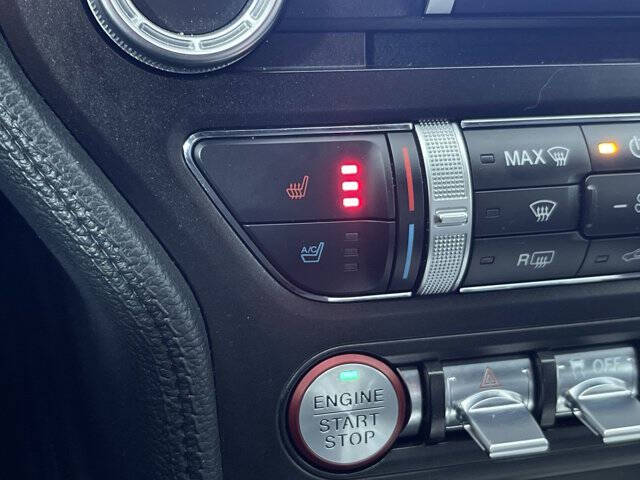 MAX
A/C
R
ENGINE
START
STOP
OFF